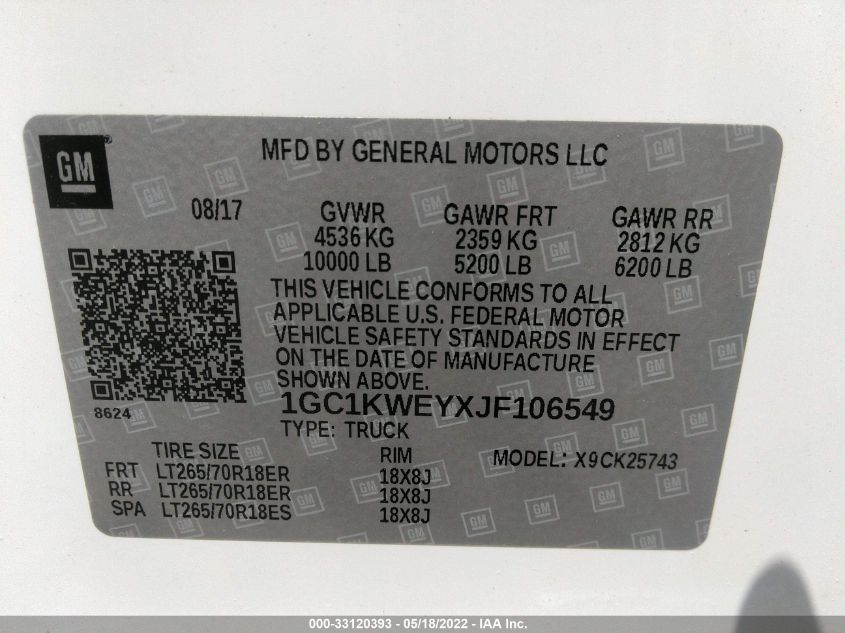 GM ®
MFD BY GENERAL MOTORS LLC
08/17 GVWR GAWR FRT GAWR RR
4536 KG 2359 KG 2812 KG
10000 LB 5200 LB 6200 LB
THIS VEHICLE CONFORMS TO ALL
APPLICABLE U.S. FEDERAL MOTOR
VEHICLE SAFETY STANDARDS IN EFFECT
ON THE DATE OF MANUFACTURE
SHOWN ABOVE.
8624
1GC1KWEYXJF106549
TYPE: TRUCK
TIRE SIZE RIM MODEL: X9CK25743
FRT LT265/70R18ER 18X8J
RR LT265/70R18ER 18X8J
SPA LT265/70R18ES 18X8J
000-33120393 - 05/18/2022 - IAA Inc.